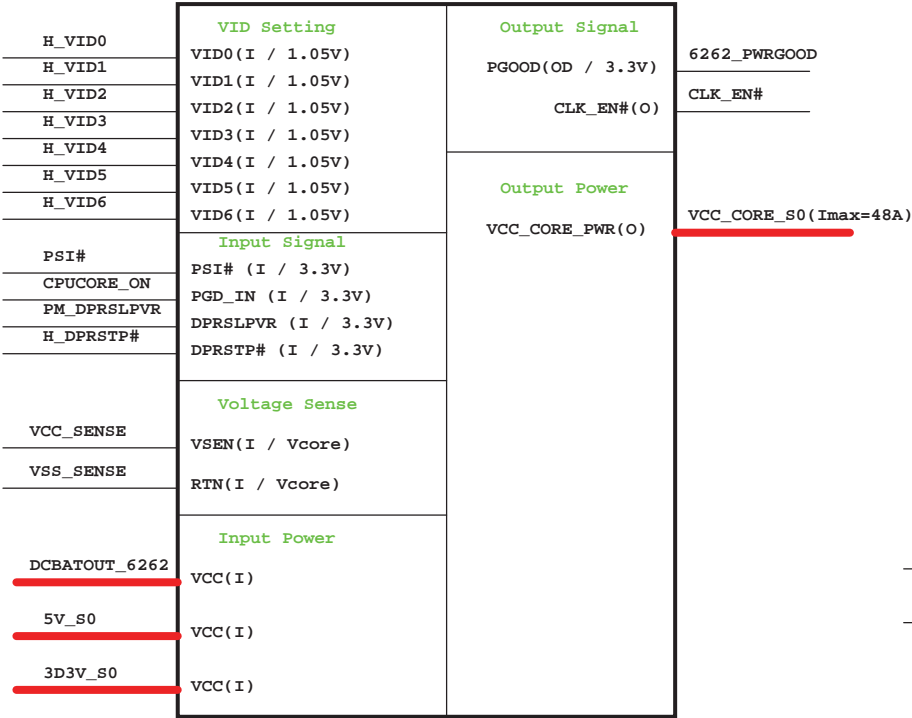 VID Setting
Output Signal
H_VID0
VID0(I / 1.05V)
6262_PWRGOOD
H_VID1
VID1(I / 1.05V)
PGOOD(OD / 3.3V)
H_VID2
VID2(I / 1.05V)
CLK_EN#(O)
CLK_EN#
H_VID3
VID3(I / 1.05V)
H_VID4
VID4(I / 1.05V)
H_VID5
VID5(I / 1.05V)
Output Power
H_VID6
VID6(I / 1.05V)
VCC_CORE_PWR(O)
VCC_CORE_S0(Imax=48A)
Input Signal
PSI#
PSI# (I / 3.3V)
CPUCORE_ON
PGD_IN (I / 3.3V)
PM_DPRSLPVR
DPRSLPVR (I / 3.3V)
H_DPRSTP#
DPRSTP# (I / 3.3V)
Voltage Sense
VCC_SENSE
VSEN(I / Vcore)
VSS_SENSE
RTN(I / Vcore)
Input Power
DCBATOUT_6262
VCC(I)
5V_S0
VCC(I)
3D3V_S0
VCC(I)